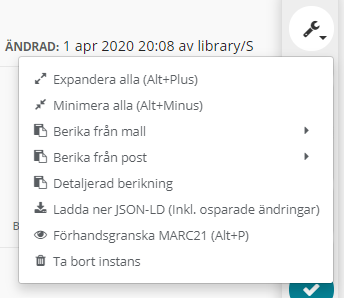 ÄNDRAD: 1 apr 2020 20:08 av library/S
Expandera alla (Alt+Plus)
Minimera alla (Alt+Minus)
Berika från mall
Berika från post
Detaljerad berikning
B
Ladda ner JSON-LD (Inkl. osparade ändringar)
Förhandsgranska MARC21 (Alt+P)
Ta bort instans